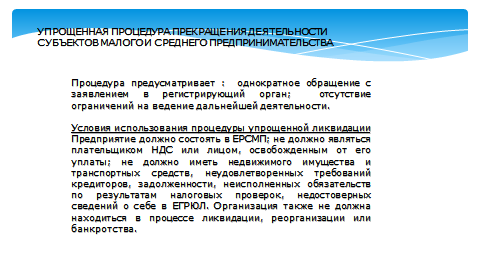 УПРОЩЕННАЯ ПРОЦЕДУРА ПРЕКРАЩЕНИЯ ДЕЯТЕЛЬНОСТИ
СУБЪЕКТОВ МАЛОГО И СРЕДНЕГО ПРЕДПРИНИМАТЕЛЬСТВА
Процедура предусматривает : однократное обращение с
заявлением в регистрирующий орган; отсутствие
ограничений на ведение дальнейшей деятельности.
Условия использования процедуры упрощенной ликвидации
Предприятие должно состоять в ЕРСМП; не должно являться
плательщиком НДС или лицом, освобожденным от его
уплаты; не должно иметь недвижимого имущества и
транспортных средств, неудовлетворенных требований
кредиторов, задолженности, неисполненных обязательств
по результатам налоговых проверок, недостоверных
сведений о себе в ЕГРЮЛ. Организация также не должна
находиться в процессе ликвидации, реорганизации или
банкротства.